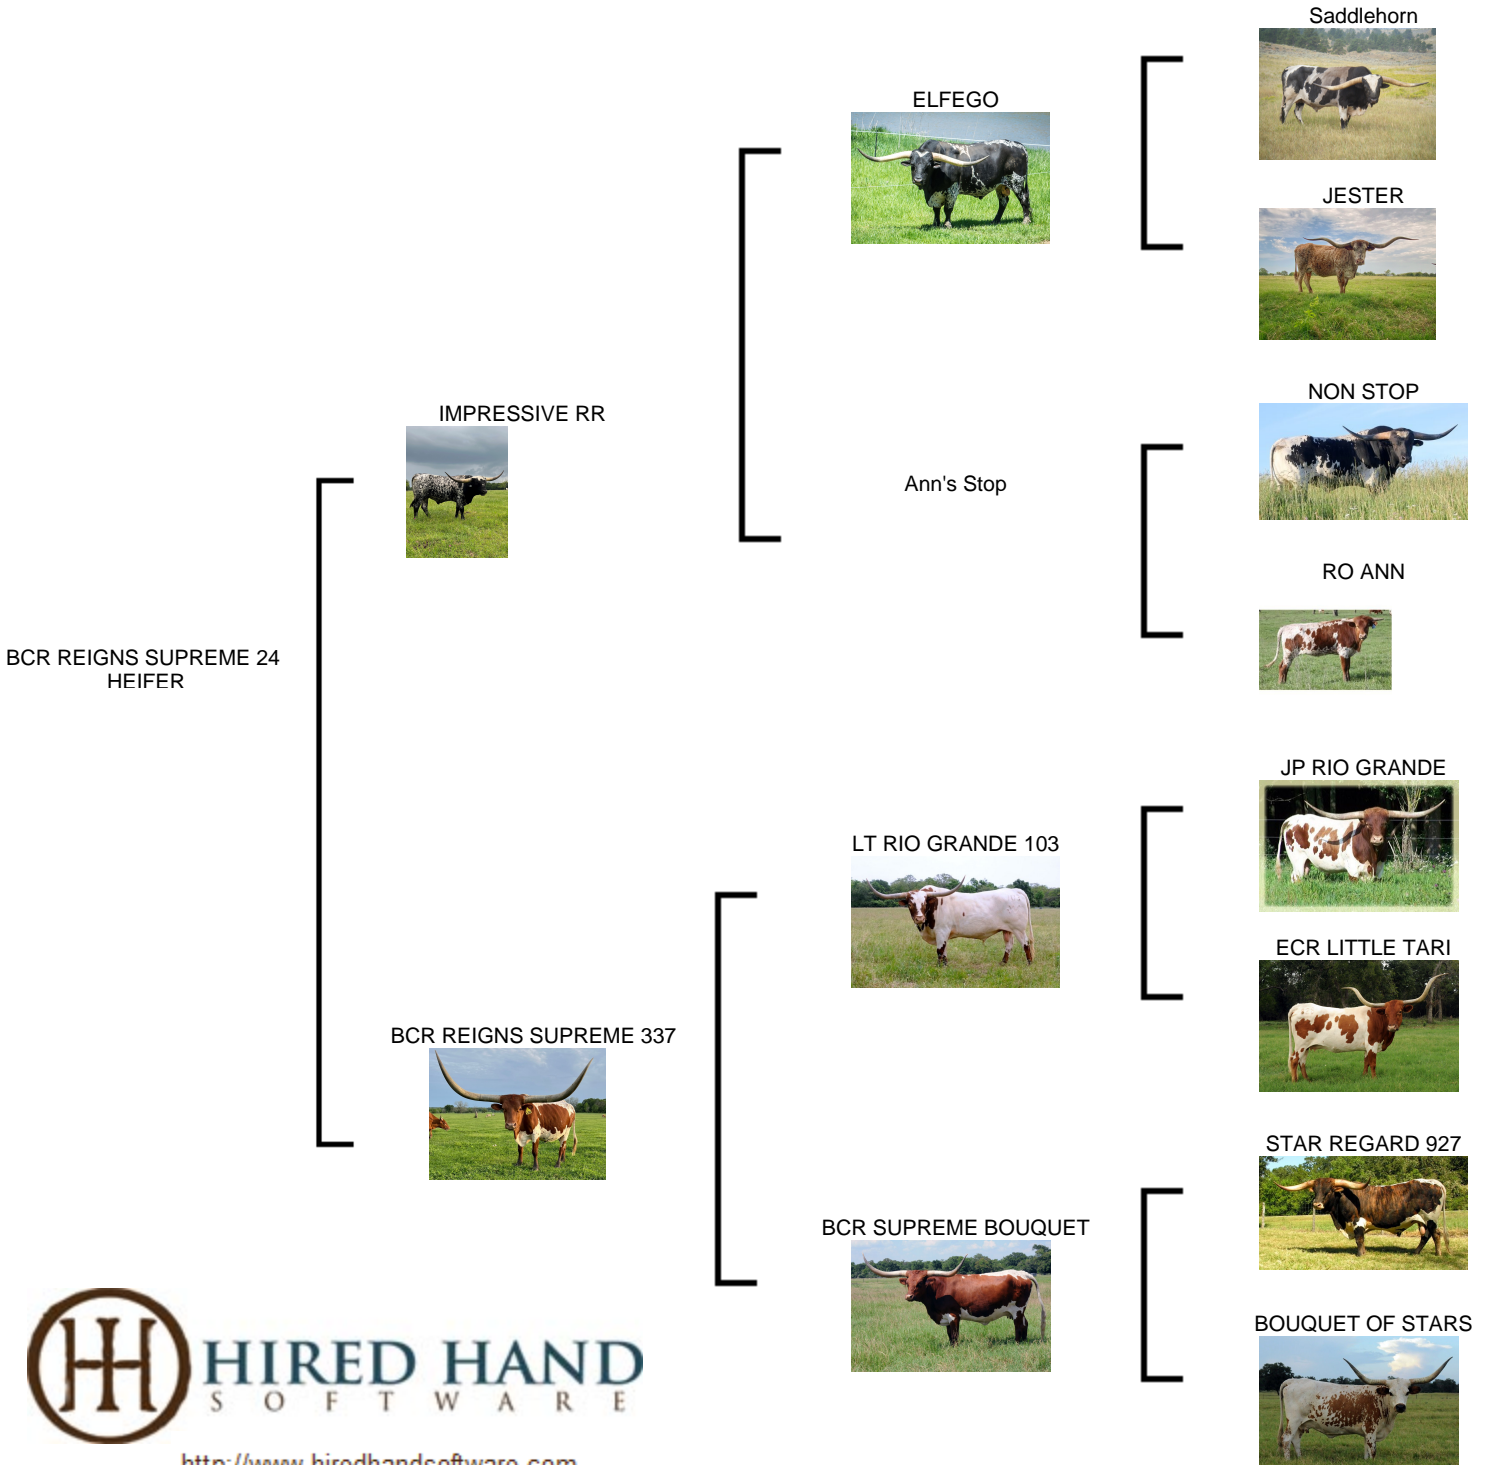 Saddlehorn
ELFEGO
JESTER
IMPRESSIVE RR
NON STOP
Ann's Stop
RO ANN
BCR REIGNS SUPREME 24
HEIFER
JP RIO GRANDE
LT RIO GRANDE 103
ECR LITTLE TARI
BCR REIGNS SUPREME 337
STAR REGARD 927
BCR SUPREME BOUQUET
BOUQUET OF STARS
HIRED HAND
SOFTWARE
http://www.hiredhandsoftware.com